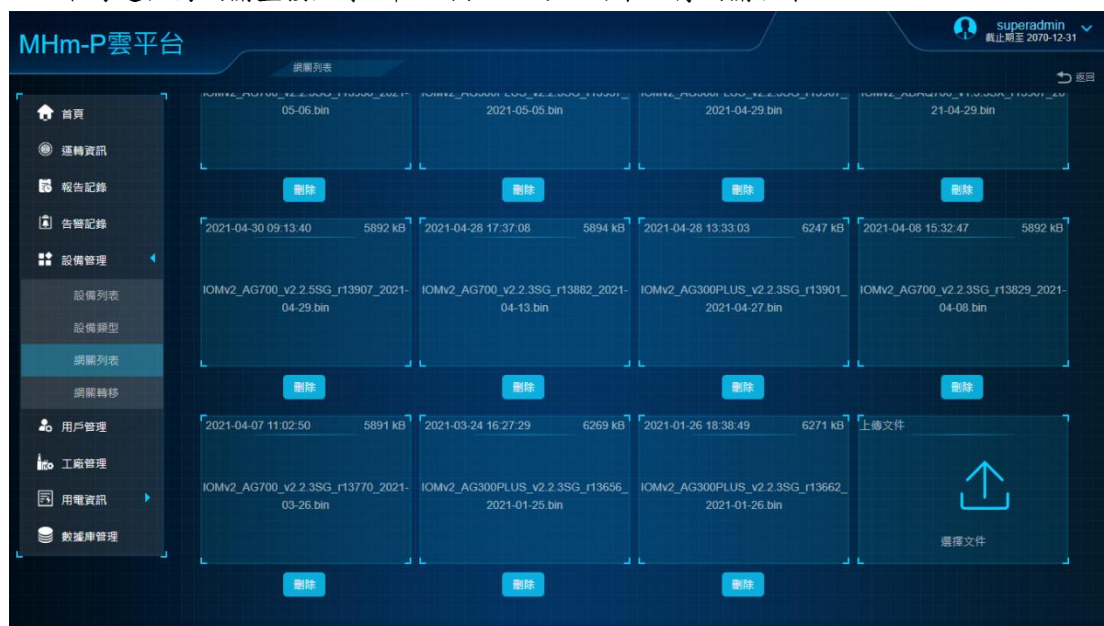 MHm-P雲平台
superadmin
截止期至 2070-12-31
網關列表
返回
首頁
運轉資訊
報告記錄
告警記錄
設備管理
設備列表
設備類型
網關列表
網關轉移
用戶管理
工廠管理
用電資訊
數據庫管理
05-06.bin
刪除
2021-05-05.bin
刪除
2021-04-29.bin
刪除
21-04-29.bin
刪除
2021-04-30 09:13:40 5892 kB
IOMv2_AG700_v2.2.5SG_r13907_2021-
04-29.bin
刪除
2021-04-28 17:37:08 5894 kB
IOMv2_AG700_v2.2.3SG_r13882_2021-
04-13.bin
刪除
2021-04-28 13:33:03 6247 kB
IOMv2_AG300PLUS_v2.2.3SG_r13901_
2021-04-27.bin
刪除
2021-04-08 15:32:47 5892 kB
IOMv2_AG700_v2.2.3SG_r13829_2021-
04-08.bin
刪除
2021-04-07 11:02:50 5891 kB
IOMv2_AG700_v2.2.3SG_r13770_2021-
03-26.bin
刪除
2021-03-24 16:27:29 6269 kB
IOMv2_AG300PLUS_v2.2.3SG_r13656_
2021-01-25.bin
刪除
2021-01-26 18:38:49 6271 kB
IOMv2_AG300PLUS_v2.2.3SG_r13662_
2021-01-26.bin
刪除
上傳文件
選擇文件